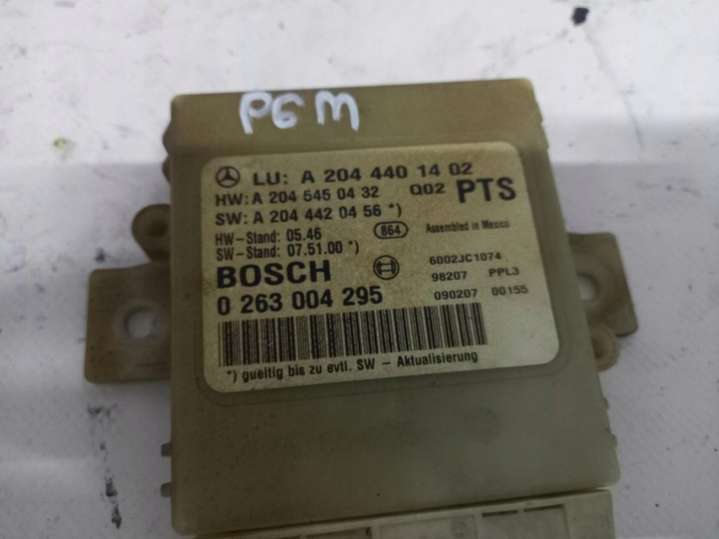 PGM
LU: A 204 440 14 02
HW: A 204 545 04 32 Q02 PTS
SW: A 204 442 04 56 *)
HW-Stand: 05.46 864 Assembled in Mexico
SW-Stand: 07.51.00 *)
BOSCH 6002JC1074
98207 PPL3
0 263 004 295 090207 00155
*) gueltig bis zu evtl. SW - Aktualisierung